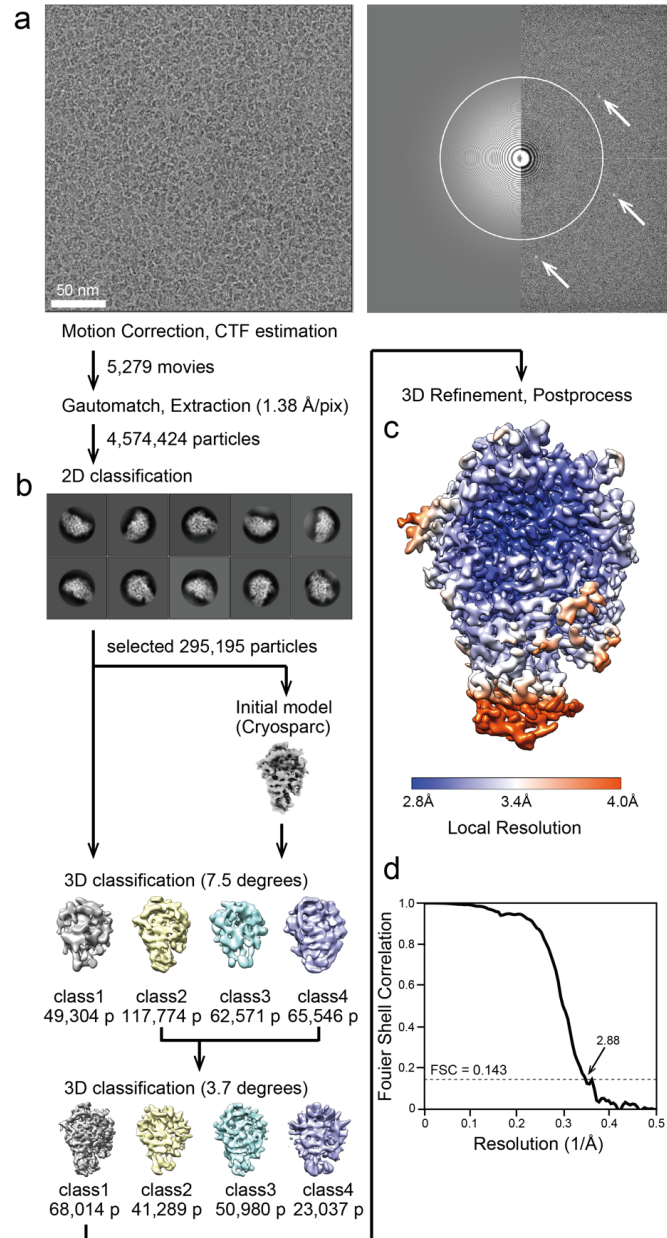 a
50 nm
Motion Correction, CTF estimation
5,279 movies
Gautomatch, Extraction (1.38 Å/pix)
4,574,424 particles
2D classification
b
selected 295,195 particles
Initial model
(Cryosparc)
3D classification (7.5 degrees)
class1 class2 class3 class4
49,304 p 117,774 p 62,571 p 65,546 p
3D classification (3.7 degrees)
class1 class2 class3 class4
68,014 p 41,289 p 50,980 p 23,037 p
3D Refinement, Postprocess
c
2.8Å 3.4Å 4.0Å
Local Resolution
d
Fouier Shell Correlation
1.0
0.8
0.6
0.4
0.2
0
2.88
FSC = 0.143
0 0.1 0.2 0.3 0.4 0.5
Resolution (1/Å)